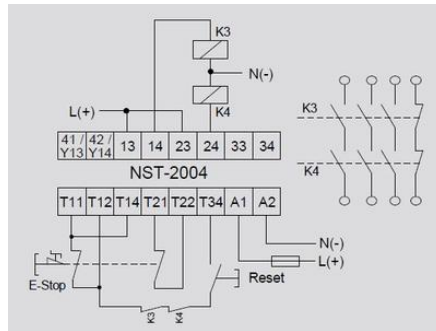 K3
N(-)
L(+)
K4
41 / Y13
42 / Y14
13
14
23
24
33
34
NST-2004
T11
T12
T14
T21
T22
T34
A1
A2
N(-)
L(+)
E-Stop
Reset
K3
K4
K3
K4